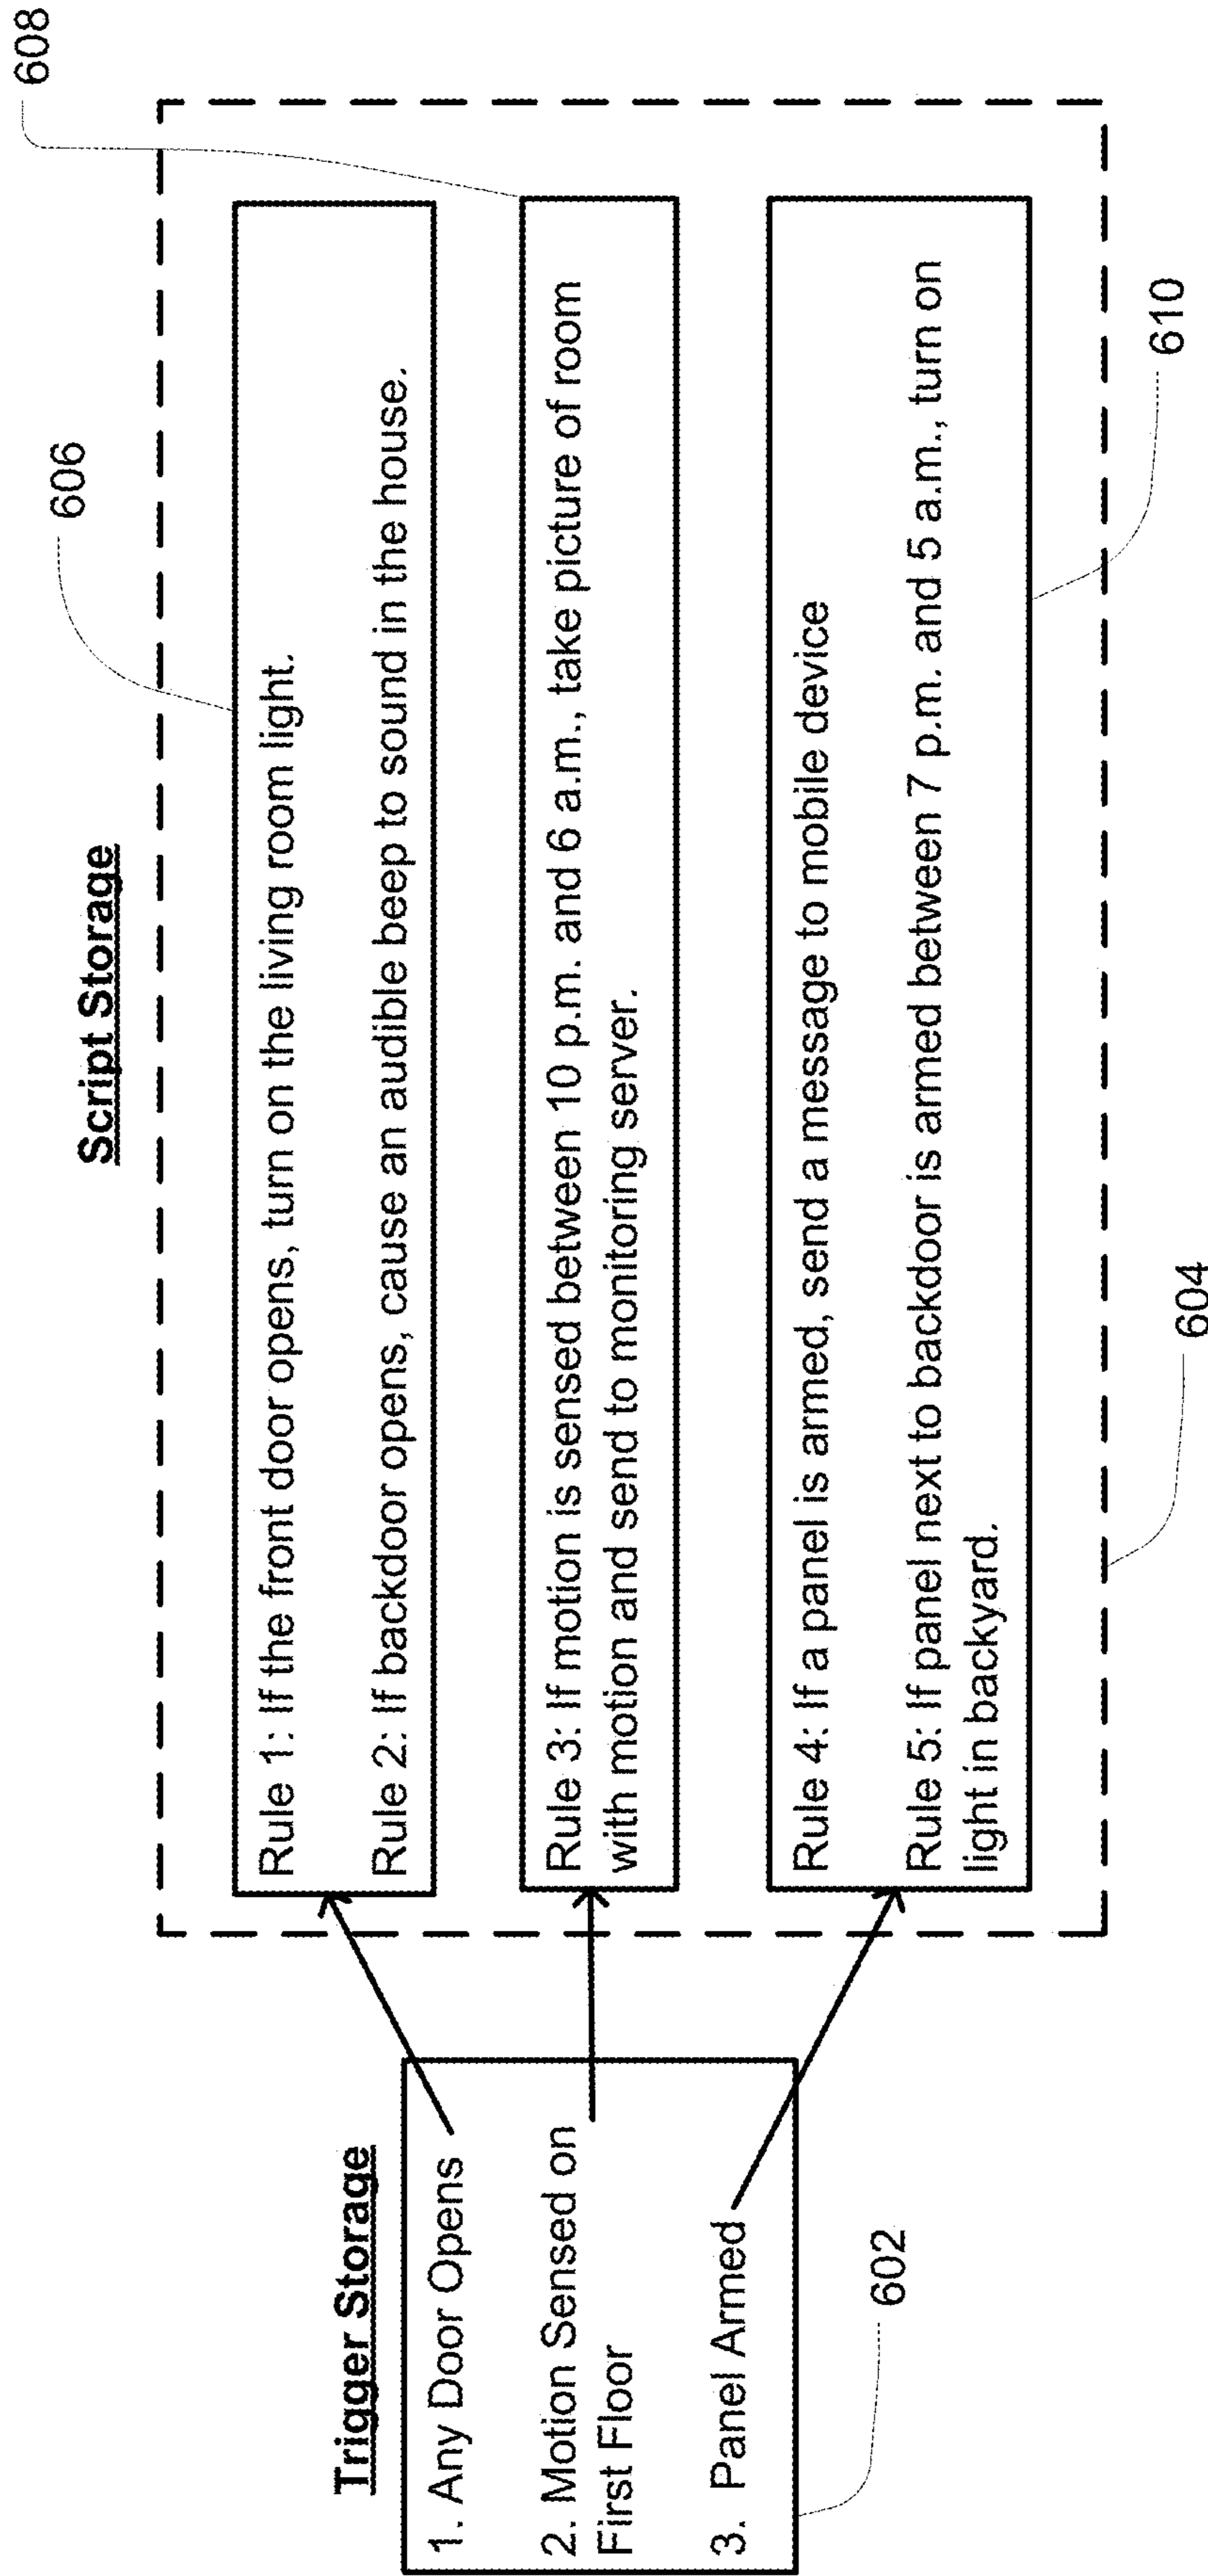 Trigger Storage
1. Any Door Opens
2. Motion Sensed on
First Floor
3. Panel Armed
602
Script Storage
606
608
Rule 1: If the front door opens, turn on the living room light.
Rule 2: If backdoor opens, cause an audible beep to sound in the house.
Rule 3: If motion is sensed between 10 p.m. and 6 a.m., take picture of room
with motion and send to monitoring server.
Rule 4: If a panel is armed, send a message to mobile device
Rule 5: If panel next to backdoor is armed between 7 p.m. and 5 a.m., turn on
light in backyard.
610
604